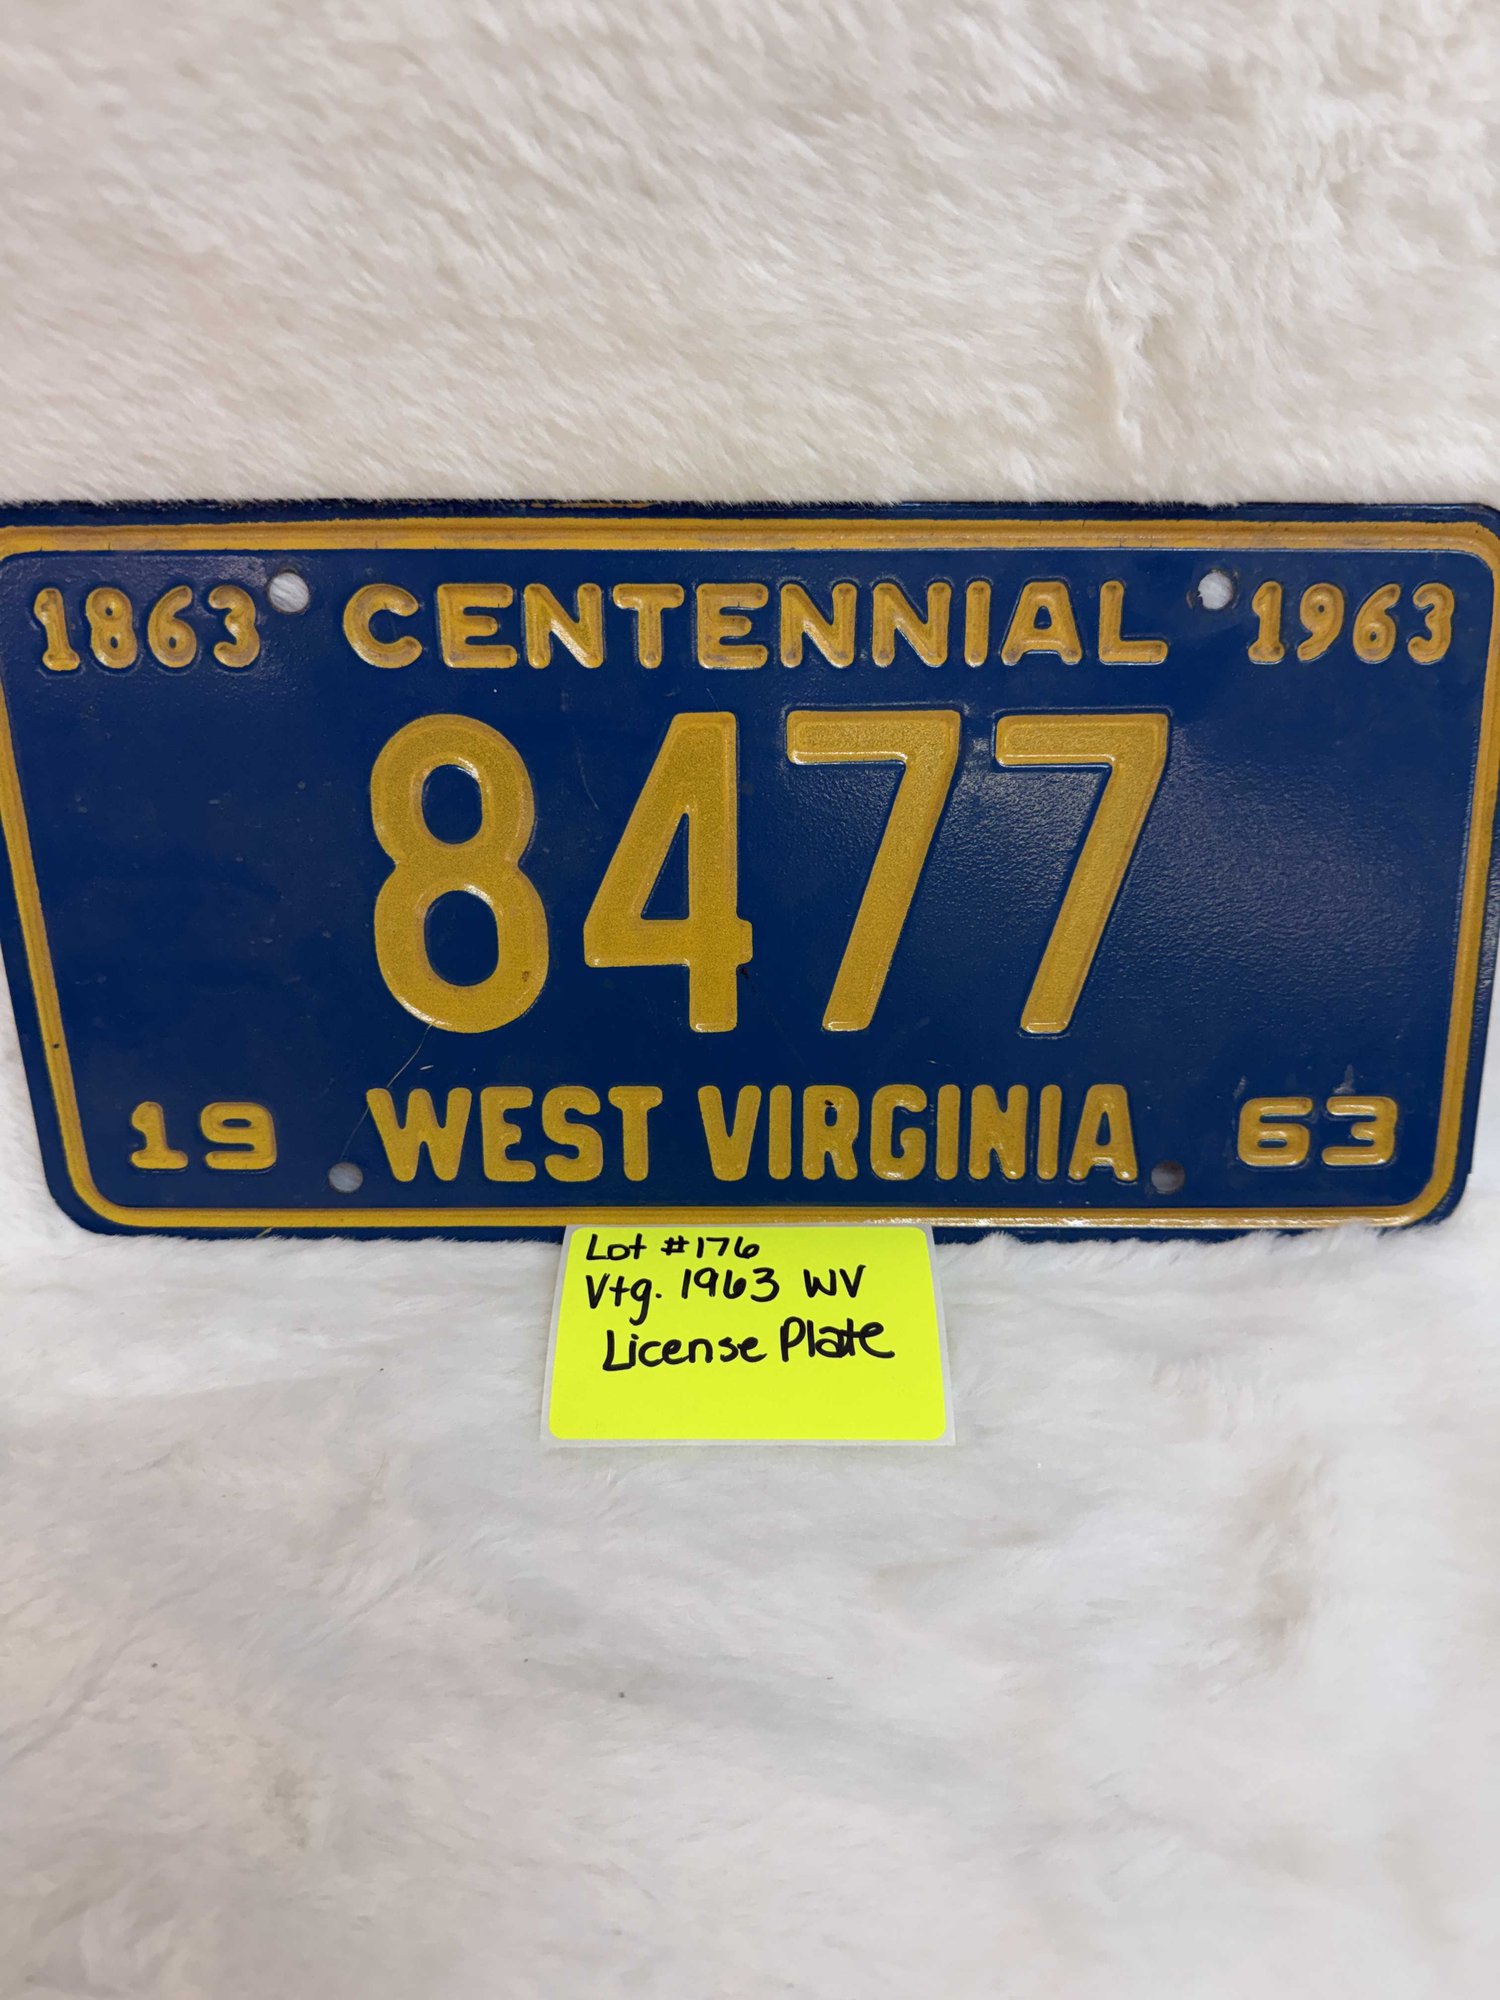 1863 CENTENNIAL 1963
8477
19 WEST VIRGINIA 63
Lot #176
Vtg. 1963 WV
License Plate